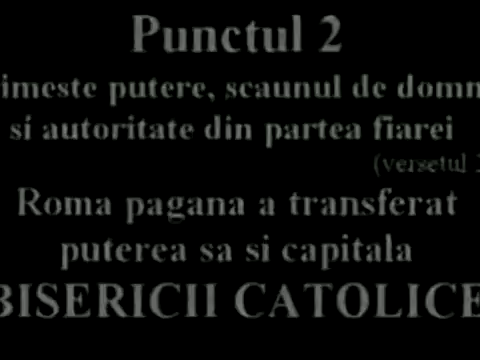 Punctul 2
imeste putere, scaunul de domn
si autoritate din partea fiarei
(versetul 2
Roma pagana a transferat
puterea sa si capitala
BISERICII CATOLICE